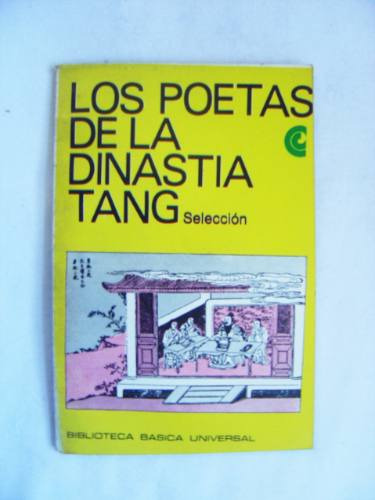 LOS POETAS
DE LA
DINASTIA
TANG Selección
BIBLIOTECA BASICA UNIVERSAL